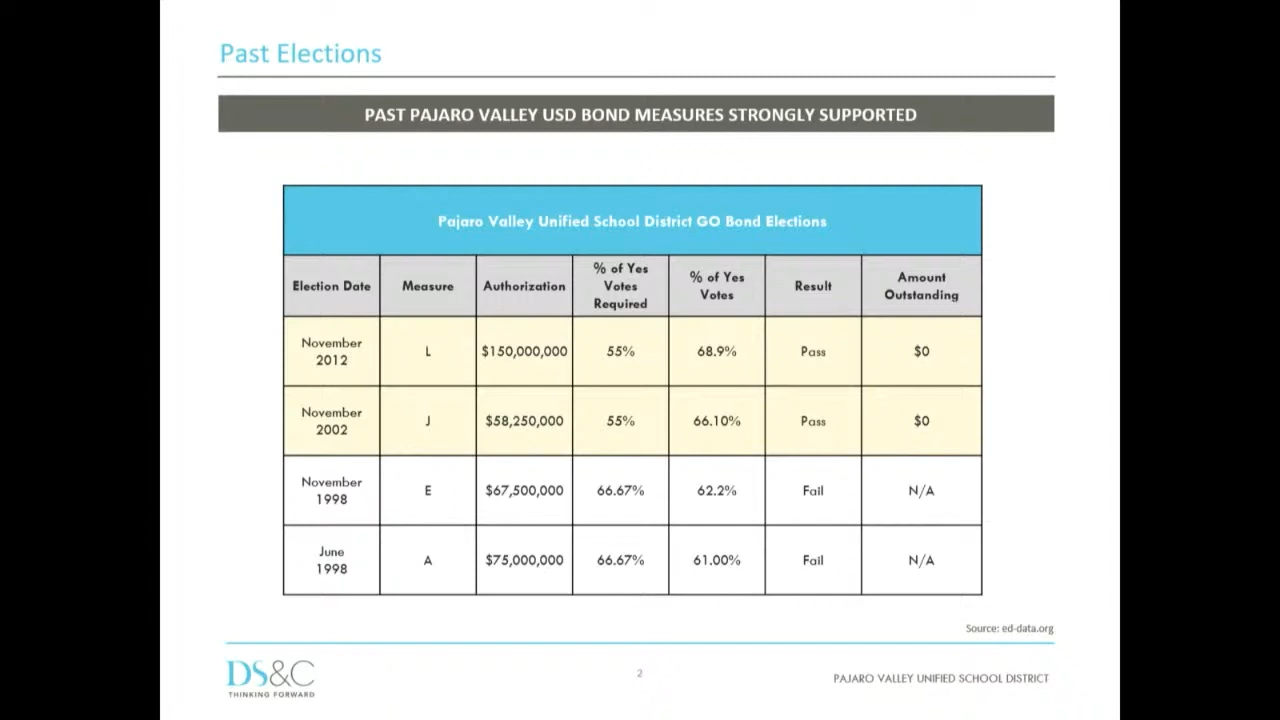 Past Elections
PAST PAJARO VALLEY USD BOND MEASURES STRONGLY SUPPORTED
Pajaro Valley Unified School District GO Bond Elections
Election Date
Measure
Authorization
% of Yes
Votes
Required
% of Yes
Votes
Result
Amount
Outstanding
November
2012
L
$150,000,000
55%
68.9%
Pass
$0
November
2002
J
$58,250,000
55%
66.10%
Pass
$0
November
1998
E
$67,500,000
66.67%
62.2%
Fail
N/A
June
1998
A
$75,000,000
66.67%
61.00%
Fail
N/A
Source: ed-data.org
DS&C
THINKING FORWARD
2
PAJARO VALLEY UNIFIED SCHOOL DISTRICT